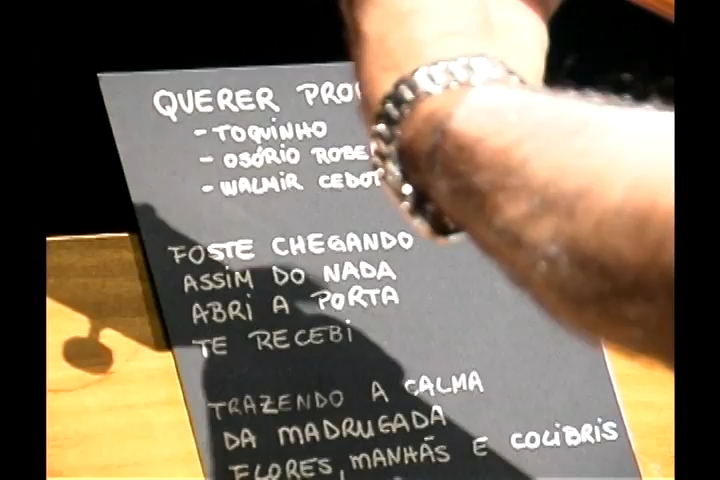 QUERER
- TOQUINHO
- OSÓRIO
- WALMIR
FOSTE CHEGANDO
ASSIM DO NADA
ABRI A PORTA
TE RECEBI
TRAZENDO A CALMA
DA MADRUGADA
FLORES, MANHÃS E COLIBRIS